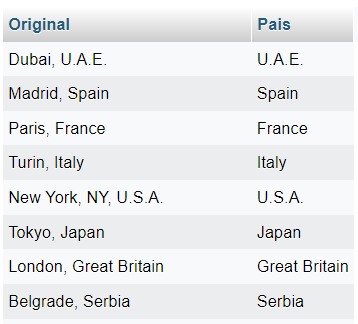 Original Pais
Dubai, U.A.E. U.A.E.
Madrid, Spain Spain
Paris, France France
Turin, Italy Italy
New York, NY, U.S.A. U.S.A.
Tokyo, Japan Japan
London, Great Britain Great Britain
Belgrade, Serbia Serbia